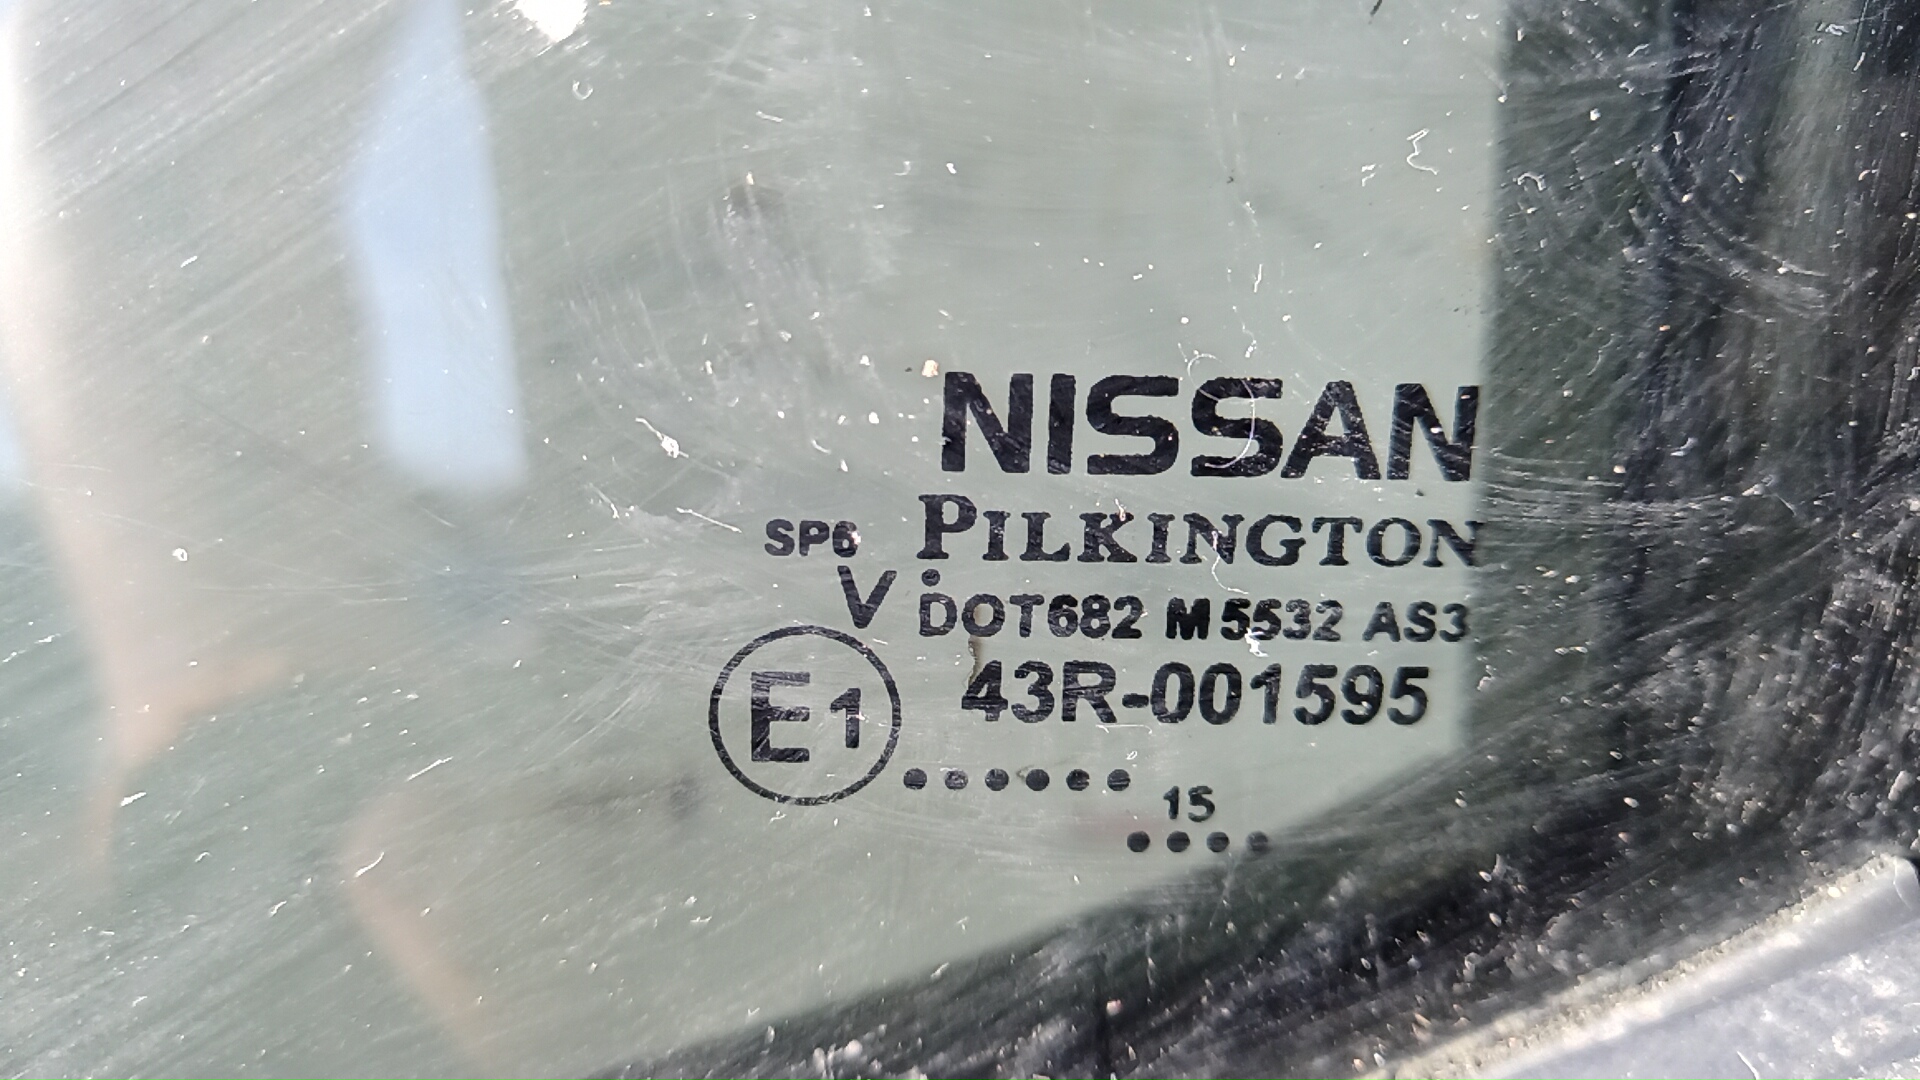 NISSAN
SP6 PILKINGTON
V DOT682 M5532 AS3
E1 43R-001595
15